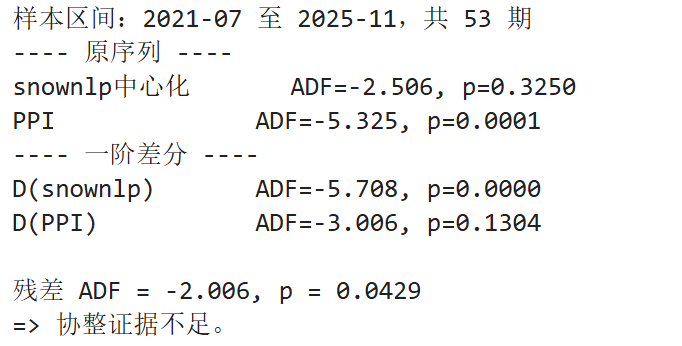 样本区间：2021-07 至 2025-11，共 53 期
---- 原序列 ----
snownlp中心化 ADF=-2.506, p=0.3250
PPI ADF=-5.325, p=0.0001
---- 一阶差分 ----
D(snownlp) ADF=-5.708, p=0.0000
D(PPI) ADF=-3.006, p=0.1304
残差 ADF = -2.006, p = 0.0429
=> 协整证据不足。